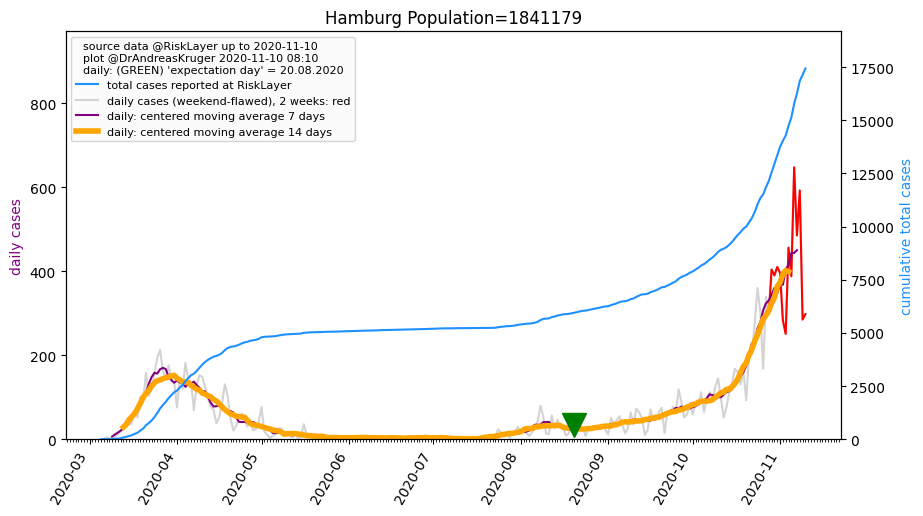 Hamburg Population=1841179
source data @RiskLayer up to 2020-11-10
plot @DrAndreasKruger 2020-11-10 08:10
daily: (GREEN) 'expectation day' = 20.08.2020
total cases reported at RiskLayer
daily cases (weekend-flawed), 2 weeks: red
daily: centered moving average 7 days
daily: centered moving average 14 days
daily cases
800
600
400
200
0
cumulative total cases
17500
15000
12500
10000
7500
5000
2500
0
2020-03
2020-04
2020-05
2020-06
2020-07
2020-08
2020-09
2020-10
2020-11